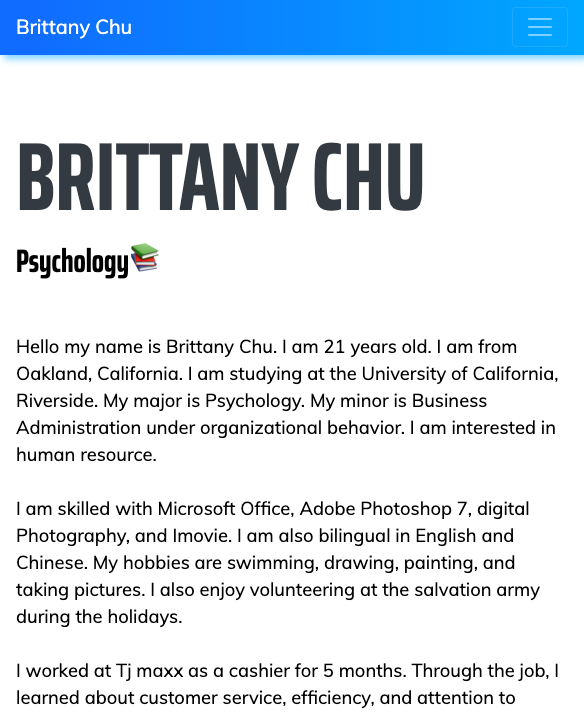 Brittany Chu
BRITTANY CHU
Psychology📚
Hello my name is Brittany Chu. I am 21 years old. I am from
Oakland, California. I am studying at the University of California,
Riverside. My major is Psychology. My minor is Business
Administration under organizational behavior. I am interested in
human resource.
I am skilled with Microsoft Office, Adobe Photoshop 7, digital
Photography, and Imovie. I am also bilingual in English and
Chinese. My hobbies are swimming, drawing, painting, and
taking pictures. I also enjoy volunteering at the salvation army
during the holidays.
I worked at Tj maxx as a cashier for 5 months. Through the job, I
learned about customer service, efficiency, and attention to